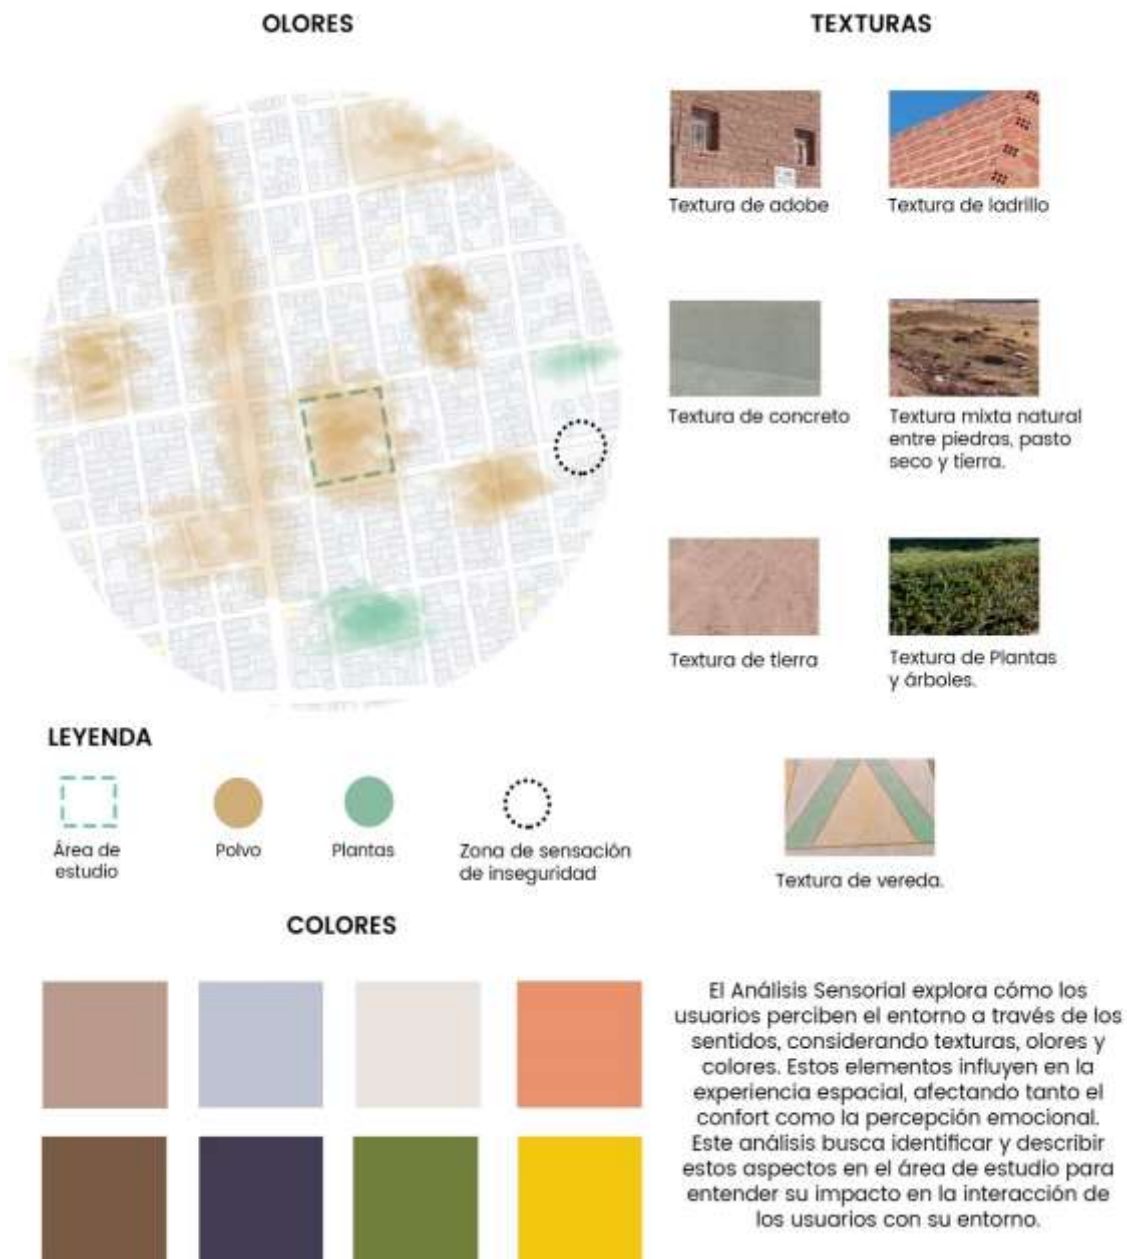 OLORES
TEXTURAS
Textura de adobe
Textura de ladrillo
Textura de concreto
Textura mixta natural
entre piedras, pasto
seco y tierra.
Textura de tierra
Textura de Plantas
y árboles.
Textura de vereda.
LEYENDA
Área de
estudio
Polvo
Plantas
Zona de sensación
de inseguridad
COLORES
El Análisis Sensorial explora cómo los
usuarios perciben el entorno a través de los
sentidos, considerando texturas, olores y
colores. Estos elementos influyen en la
experiencia espacial, afectando tanto el
confort como la percepción emocional.
Este análisis busca identificar y describir
estos aspectos en el área de estudio para
entender su impacto en la interacción de
los usuarios con su entorno.